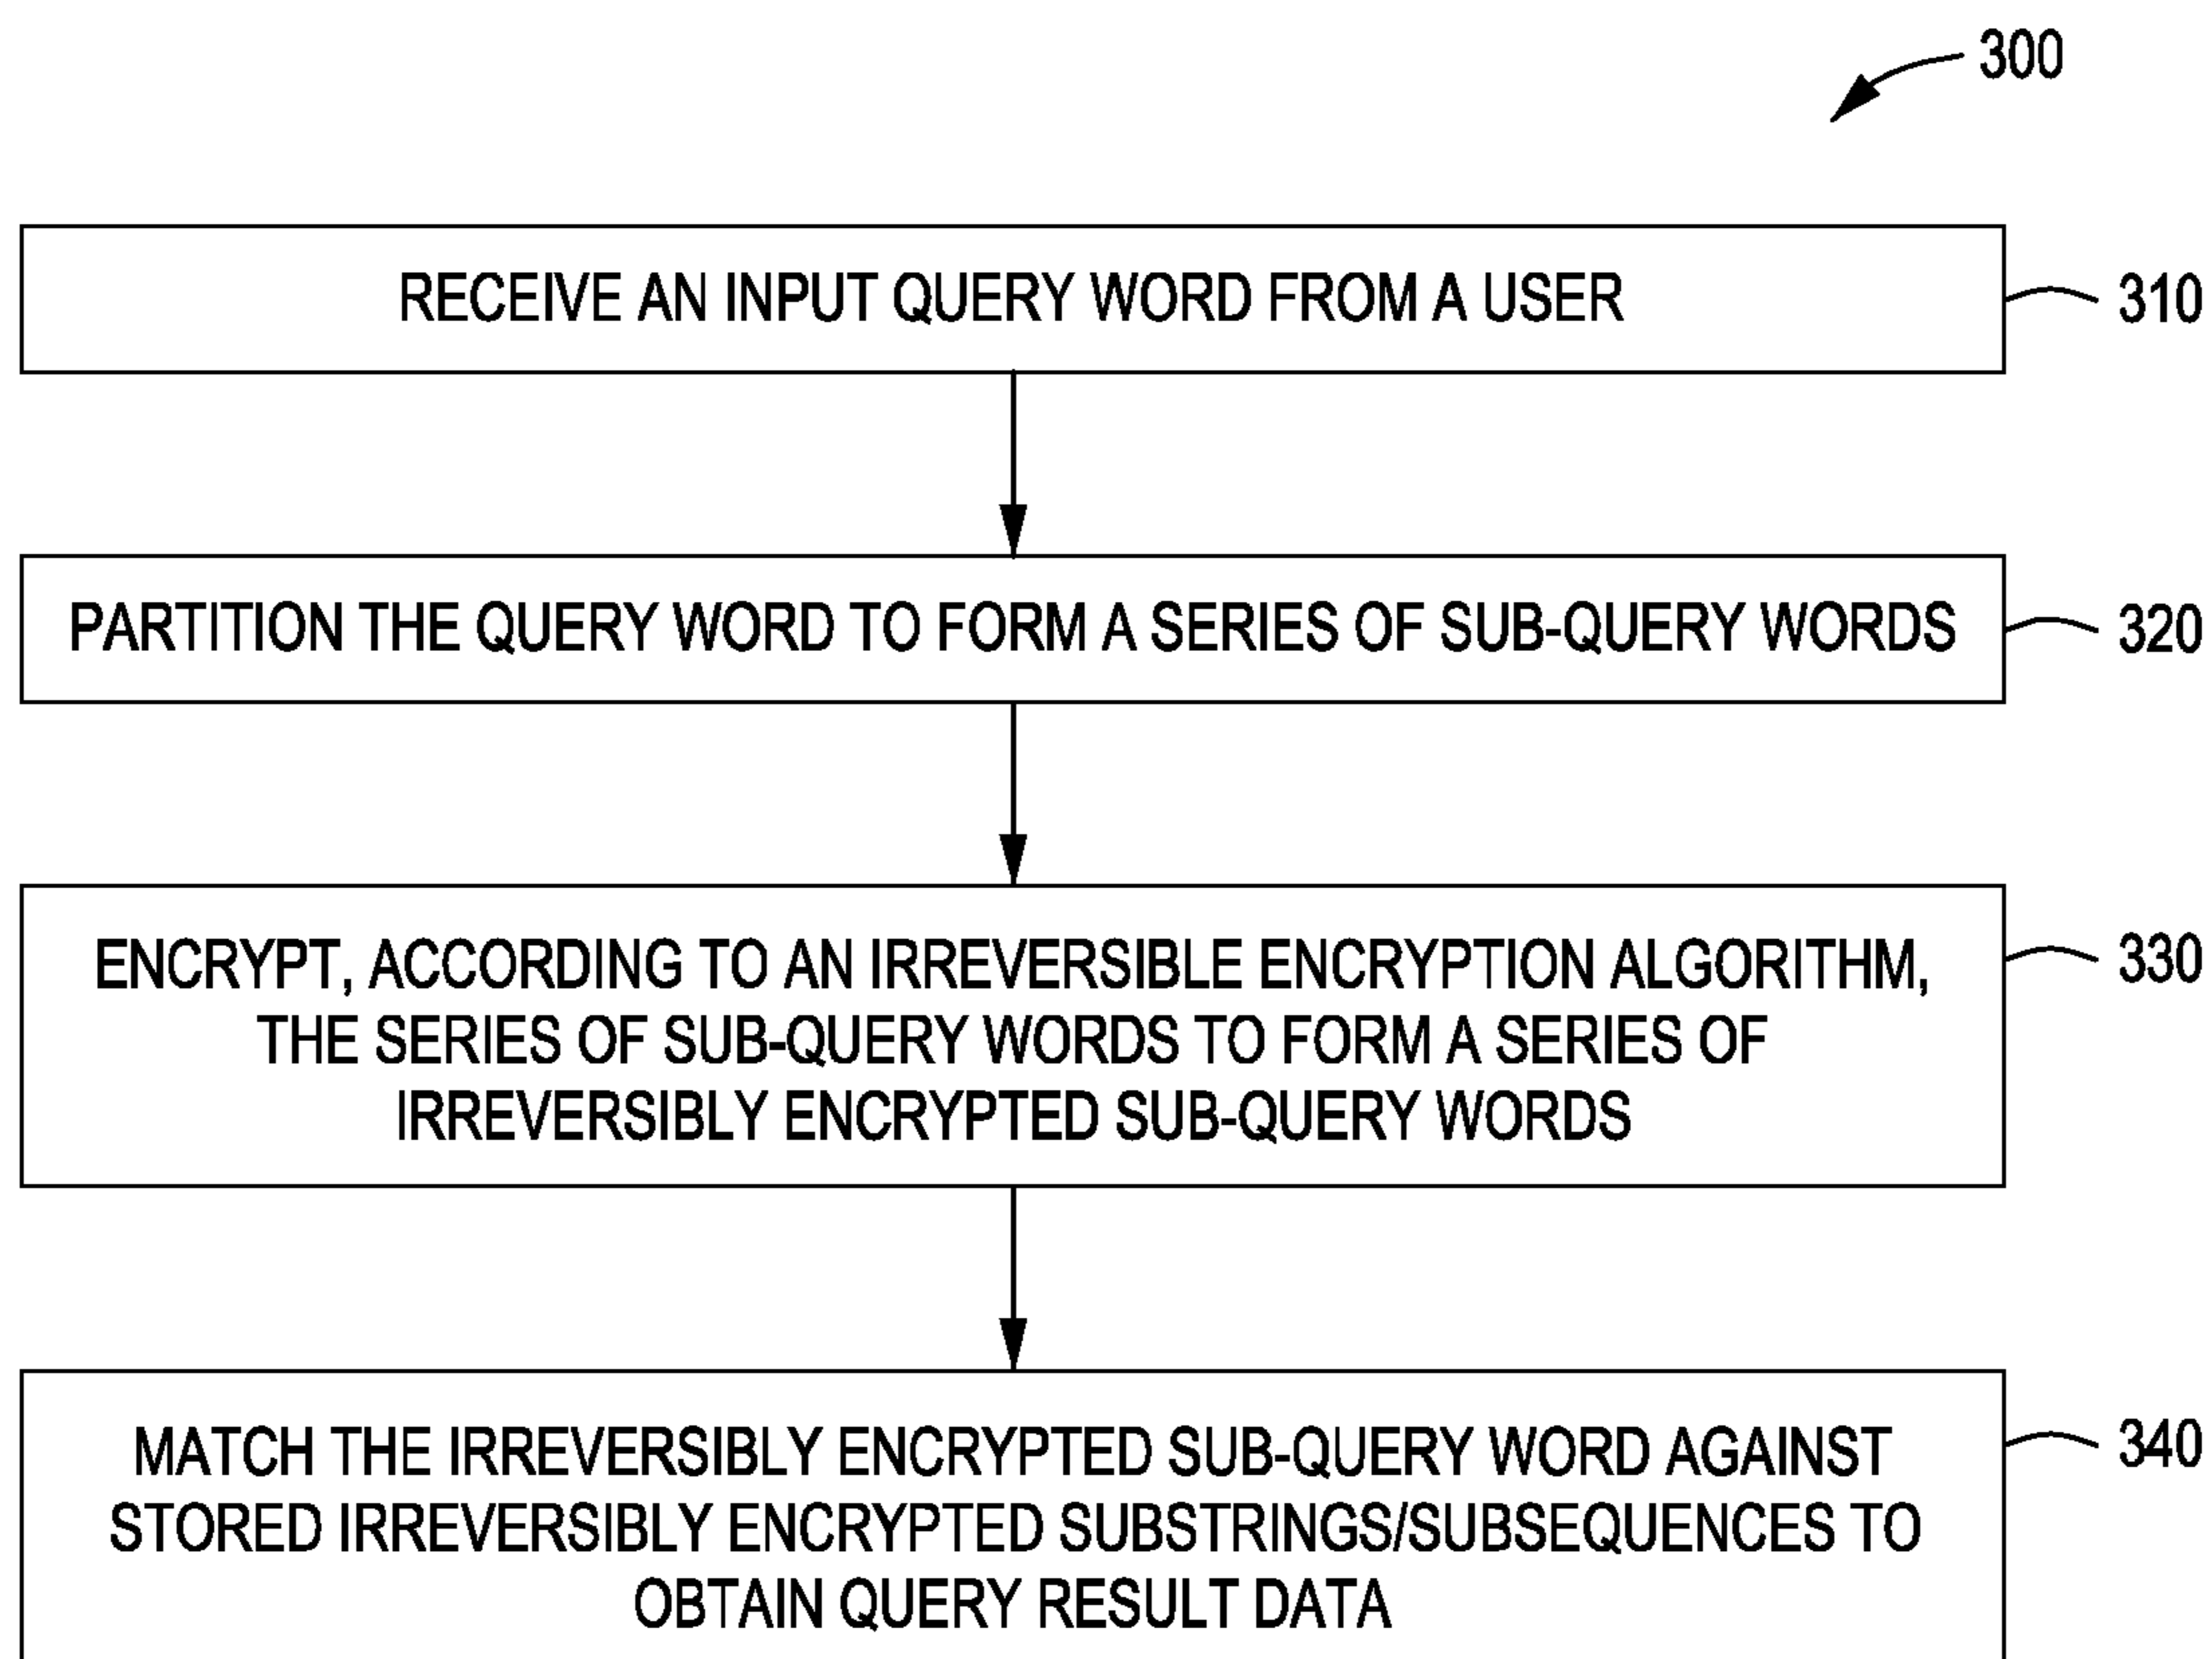 300
RECEIVE AN INPUT QUERY WORD FROM A USER
310
PARTITION THE QUERY WORD TO FORM A SERIES OF SUB-QUERY WORDS
320
ENCRYPT, ACCORDING TO AN IRREVERSIBLE ENCRYPTION ALGORITHM,
THE SERIES OF SUB-QUERY WORDS TO FORM A SERIES OF
IRREVERSIBLY ENCRYPTED SUB-QUERY WORDS
330
MATCH THE IRREVERSIBLY ENCRYPTED SUB-QUERY WORD AGAINST
STORED IRREVERSIBLY ENCRYPTED SUBSTRINGS/SUBSEQUENCES TO
OBTAIN QUERY RESULT DATA
340